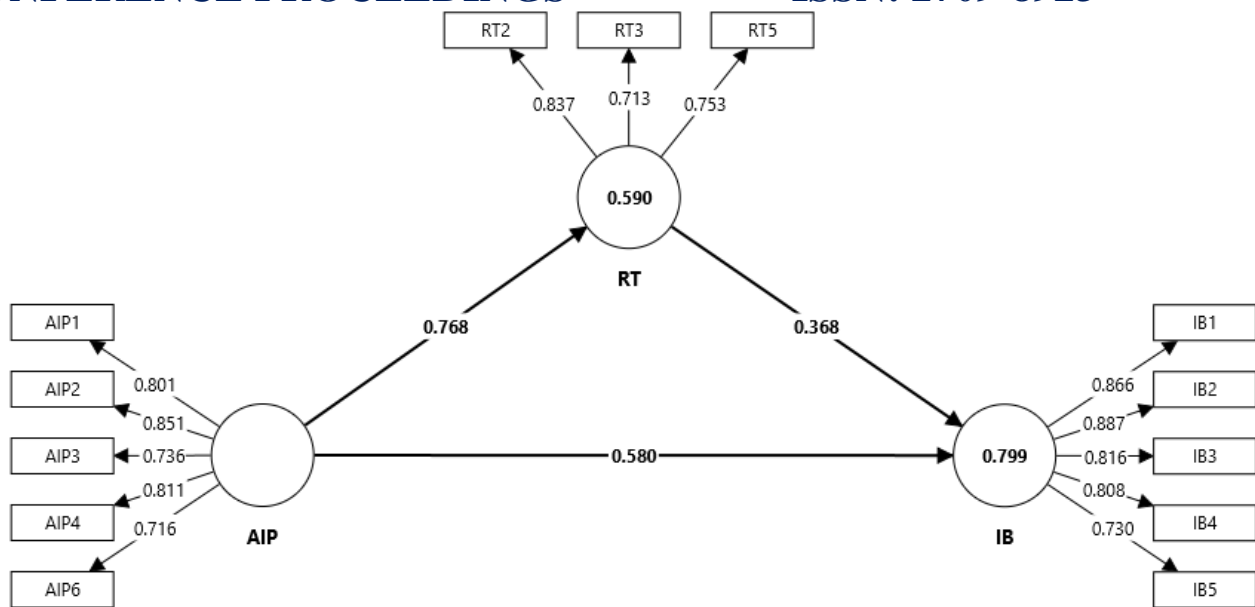 RT2 RT3 RT5
0.837 0.713 0.753
0.590
RT
0.768 0.368
AIP1 IB1
0.801 0.866
AIP2 IB2
0.851 0.887
AIP3 0.736 0.580 0.799 0.816 IB3
0.811 0.808
AIP4 IB4
0.716 0.730
AIP IB
AIP6 IB5